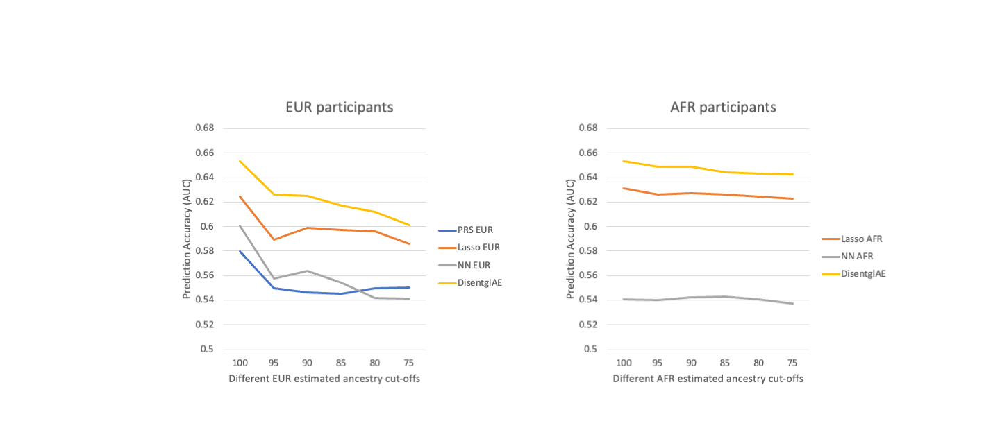 EUR participants
0.68
0.66
0.64
0.62
0.6
0.58
0.56
0.54
0.52
0.5
Prediction Accuracy (AUC)
100 95 90 85 80 75
Different EUR estimated ancestry cut-offs
PRS EUR
Lasso EUR
NN EUR
DisentglAE
AFR participants
0.68
0.66
0.64
0.62
0.6
0.58
0.56
0.54
0.52
0.5
Prediction Accuracy (AUC)
100 95 90 85 80 75
Different AFR estimated ancestry cut-offs
Lasso AFR
NN AFR
DisentglAE